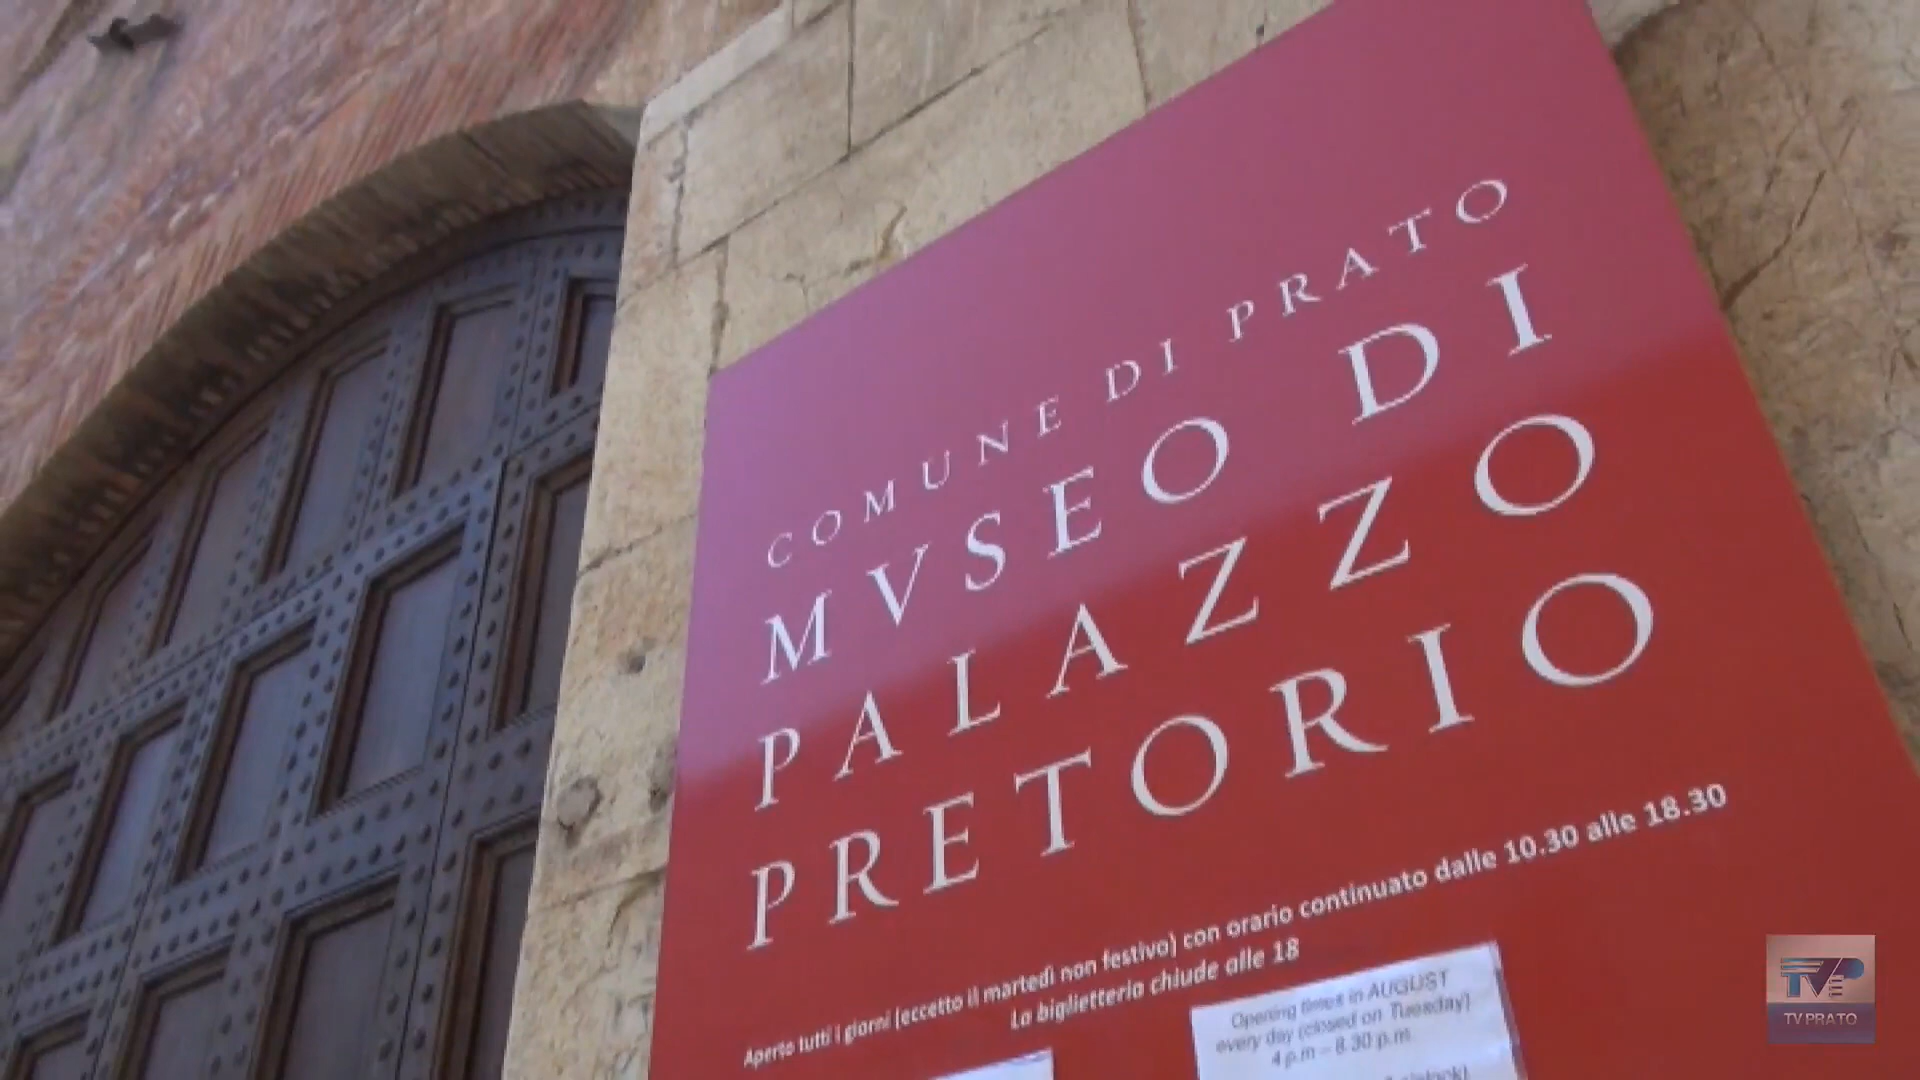 COMUNE DI PRATO
MVSEO DI
PALAZZO
PRETORIO
Aperto tutti i giorni (eccetto il martedì non festivo) con orario continuato dalle 10.30 alle 18.30
La biglietteria chiude alle 18
Opening times in AUGUST
every day (closed on Tuesday)
4 p.m – 8.30 p.m.
TV PRATO